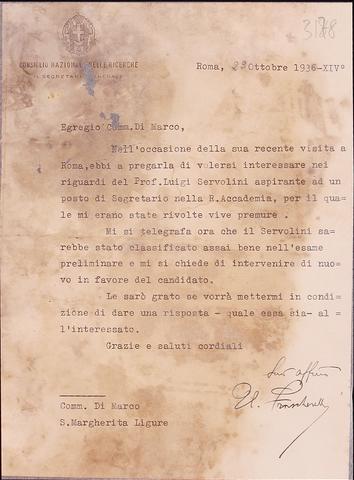 3178
CONSIGLIO NAZIONALE DELLE RICERCHE
IL SEGRETARIO GENERALE
Roma, 23 Ottobre 1936-XIV°
Egregio Comm. Di Marco,
Nell'occasione della sua recente visita a
Roma,ebbi a pregarla di volersi interessare nei
riguardi del Prof.Luigi Servolini aspirante ad un
posto di Segretario nella R.Accademia, per il qua-
le mi erano state rivolte vive premure .
Mi si telegrafa ora che il Servolini sa-
rebbe stato classificato assai bene nell'esame
preliminare e mi si chiede di intervenire di nuo-
vo in favore del candidato.
Le sarò grato se vorrà mettermi in condi-
zione di dare una risposta - quale essa sia- al =
l'interessato.
Grazie e saluti cordiali
Suo affmo
U. Frascherelli
Comm. Di Marco
S.Margherita Ligure